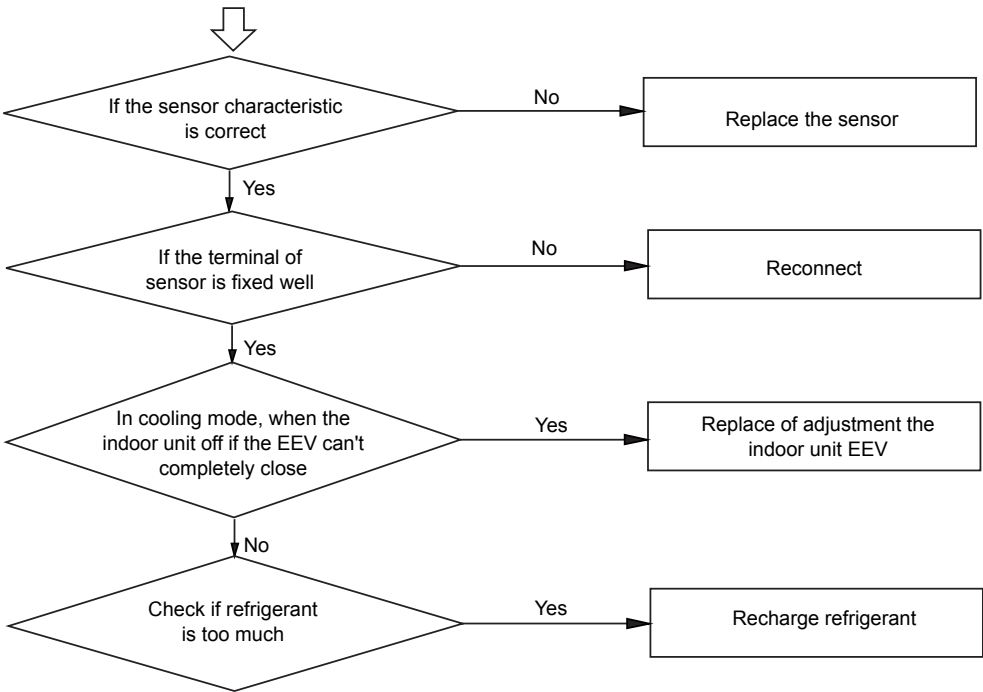 If the sensor characteristic
is correct
No
Replace the sensor
Yes
If the terminal of
sensor is fixed well
No
Reconnect
Yes
In cooling mode, when the
indoor unit off if the EEV can't
completely close
Yes
Replace of adjustment the
indoor unit EEV
No
Check if refrigerant
is too much
Yes
Recharge refrigerant